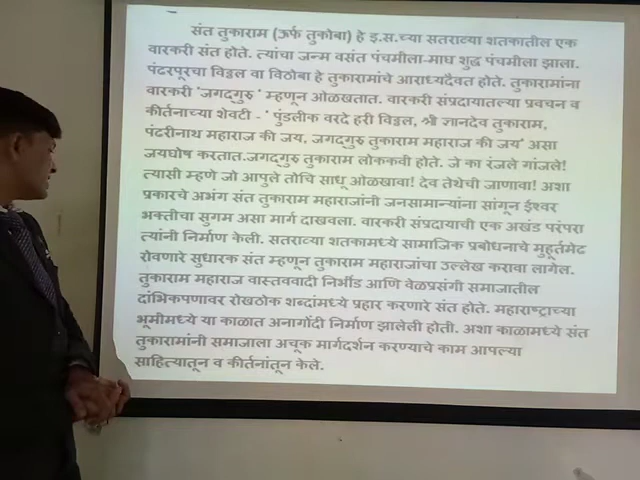 संत तुकाराम (ऊर्फ तुकोबा) हे इ.स.च्या सतराव्या शतकातील एक
वारकरी संत होते. त्यांचा जन्म वसंत पंचमीला-माघ शुद्ध पंचमीला झाला.
पंढरपूरचा विठ्ठल वा विठोबा हे तुकारामांचे आराध्यदैवत होते. तुकारामांना
वारकरी 'जगद्गुरु ' म्हणून ओळखतात. वारकरी संप्रदायातल्या प्रवचन व
कीर्तनाच्या शेवटी - ' पुंडलीक वरदे हरी विठ्ठल, श्री ज्ञानदेव तुकाराम,
पंढरीनाथ महाराज की जय, जगद्गुरु तुकाराम महाराज की जय' असा
जयघोष करतात.जगद्गुरु तुकाराम लोककवी होते. जे का रंजले गांजले!
त्यासी म्हणे जो आपुले तोचि साधू ओळखावा! देव तेथेची जाणावा! अशा
प्रकारचे अभंग संत तुकाराम महाराजांनी जनसामान्यांना सांगून ईश्वर
भक्तीचा सुगम असा मार्ग दाखवला. वारकरी संप्रदायाची एक अखंड परंपरा
त्यांनी निर्माण केली. सतराव्या शतकामध्ये सामाजिक प्रबोधनाचे मुहूर्तमेढ
रोवणारे सुधारक संत म्हणून तुकाराम महाराजांचा उल्लेख करावा लागेल.
तुकाराम महाराज वास्तववादी निर्भीड आणि वेळप्रसंगी समाजातील
दांभिकपणावर रोखठोक शब्दांमध्ये प्रहार करणारे संत होते. महाराष्ट्राच्या
भूमीमध्ये या काळात अनागोंदी निर्माण झालेली होती. अशा काळामध्ये संत
तुकारामांनी समाजाला अचूक मार्गदर्शन करण्याचे काम आपल्या
साहित्यातून व कीर्तनांतून केले.